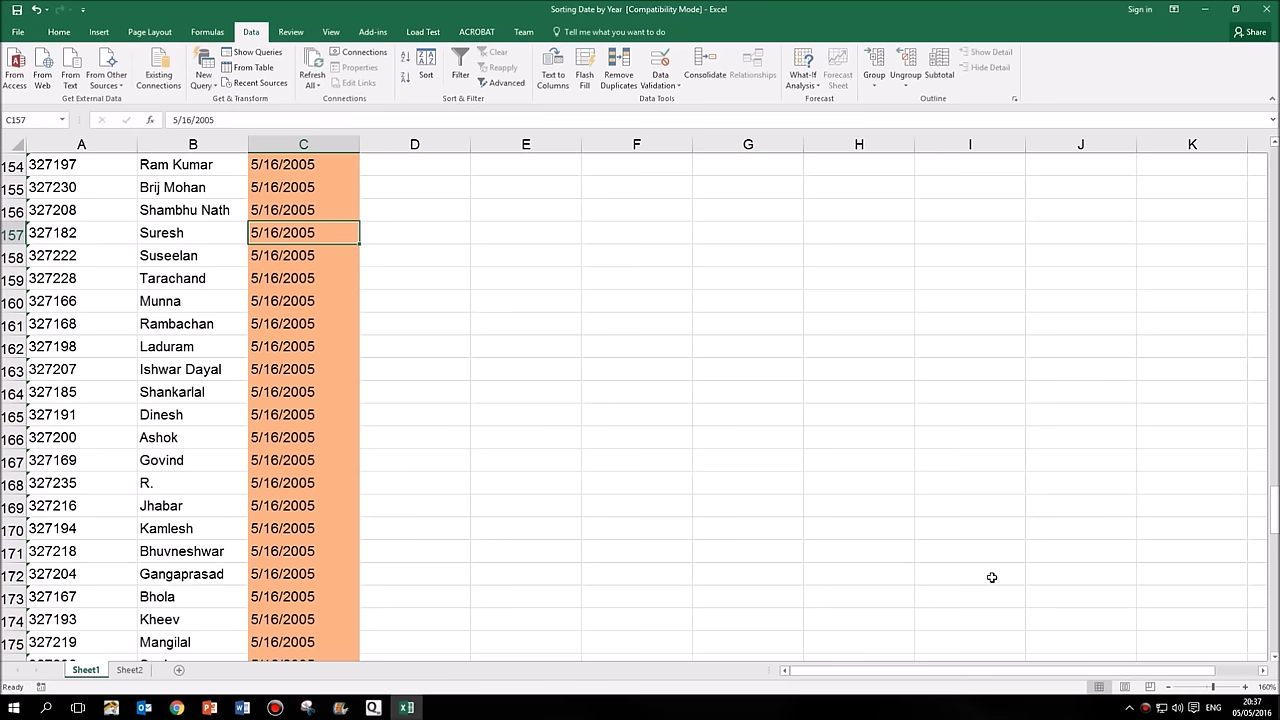 Sorting Date by Year [Compatibility Mode] - Excel
Sign in
File Home Insert Page Layout Formulas Data Review View Load Test Add-ins ACROBAT Team Tell me what you want to do
Share
From Access
From Web
From Text
From Other Sources
Existing Connections
Get External Data
New Query
Show Queries
From Table
Recent Sources
Get & Transform
Refresh All
Connections
Properties
Edit Links
Connections
Sort
Filter
Clear
Reapply
Advanced
Sort & Filter
Text to Columns
Flash Fill
Remove Duplicates
Data Validation
Consolidate
Relationships
Data Tools
What-If Analysis
Forecast Sheet
Forecast
Group
Ungroup
Subtotal
Show Detail
Hide Detail
Outline
C157 fx 5/16/2005
A B C D E F G H I J K
154 327197 Ram Kumar 5/16/2005
155 327230 Brij Mohan 5/16/2005
156 327208 Shambhu Nath 5/16/2005
157 327182 Suresh 5/16/2005
158 327222 Suseelan 5/16/2005
159 327228 Tarachand 5/16/2005
160 327166 Munna 5/16/2005
161 327168 Rambachan 5/16/2005
162 327198 Laduram 5/16/2005
163 327207 Ishwar Dayal 5/16/2005
164 327185 Shankarlal 5/16/2005
165 327191 Dinesh 5/16/2005
166 327200 Ashok 5/16/2005
167 327169 Govind 5/16/2005
168 327235 R. 5/16/2005
169 327216 Jhabar 5/16/2005
170 327194 Kamlesh 5/16/2005
171 327218 Bhuvneshwar 5/16/2005
172 327204 Gangaprasad 5/16/2005
173 327167 Bhola 5/16/2005
174 327193 Kheev 5/16/2005
175 327219 Mangilal 5/16/2005
Sheet1 Sheet2
Ready
160%
ENG
20:37
05/05/2016